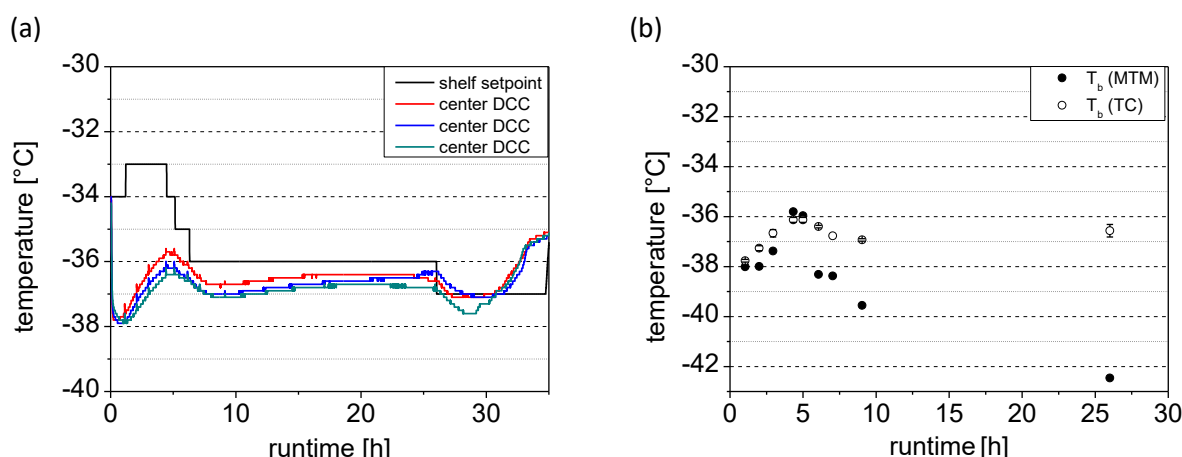 (a)
(b)
shelf setpoint
center DCC
center DCC
center DCC
-30
-32
-34
-36
-38
-40
temperature [°C]
0
10
20
30
runtime [h]
T_b (MTM)
T_b (TC)
-30
-32
-34
-36
-38
-40
-42
temperature [°C]
0
5
10
15
20
25
30
runtime [h]